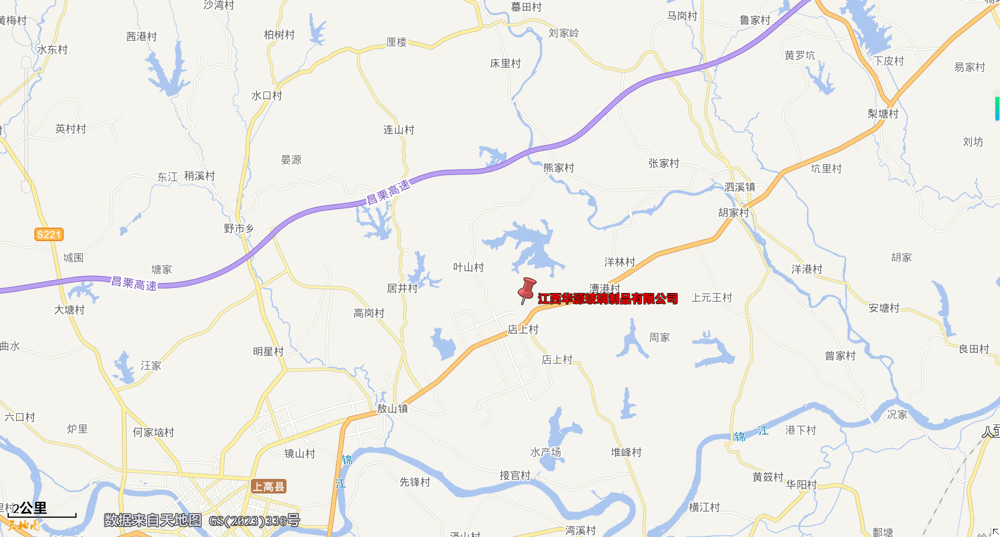 沙湾村
墓田村
马岗村
鲁家村
黄梅村
茜港村
柏树村
刘家岭
厘楼
水东村
床里村
黄罗坑
下皮村
易家村
水口村
梨塘村
英村村
连山村
刘坊
晏源
张家村
熊家村
坑里村
东江
稍溪村
泗溪镇
昌栗高速
胡家村
野市乡
S221
城围
胡家
塘家
叶山村
洋林村
洋港村
昌栗高速
居井村
漕港村
江西华源玻璃制品有限公司
上元王村
大塘村
高岗村
安塘村
店上村
周家
曲水
明星村
良田村
曾家村
店上村
汪家
敖山镇
六口村
况家
炉里
何家垴村
锦江
港下村
镜山村
水产场
堆峰村
锦江
接官村
黄笯村
先锋村
华阳村
上高县
横江村
2公里
天地图
数据来自天地图 GS(2023)336号
湾溪村
鄱塘